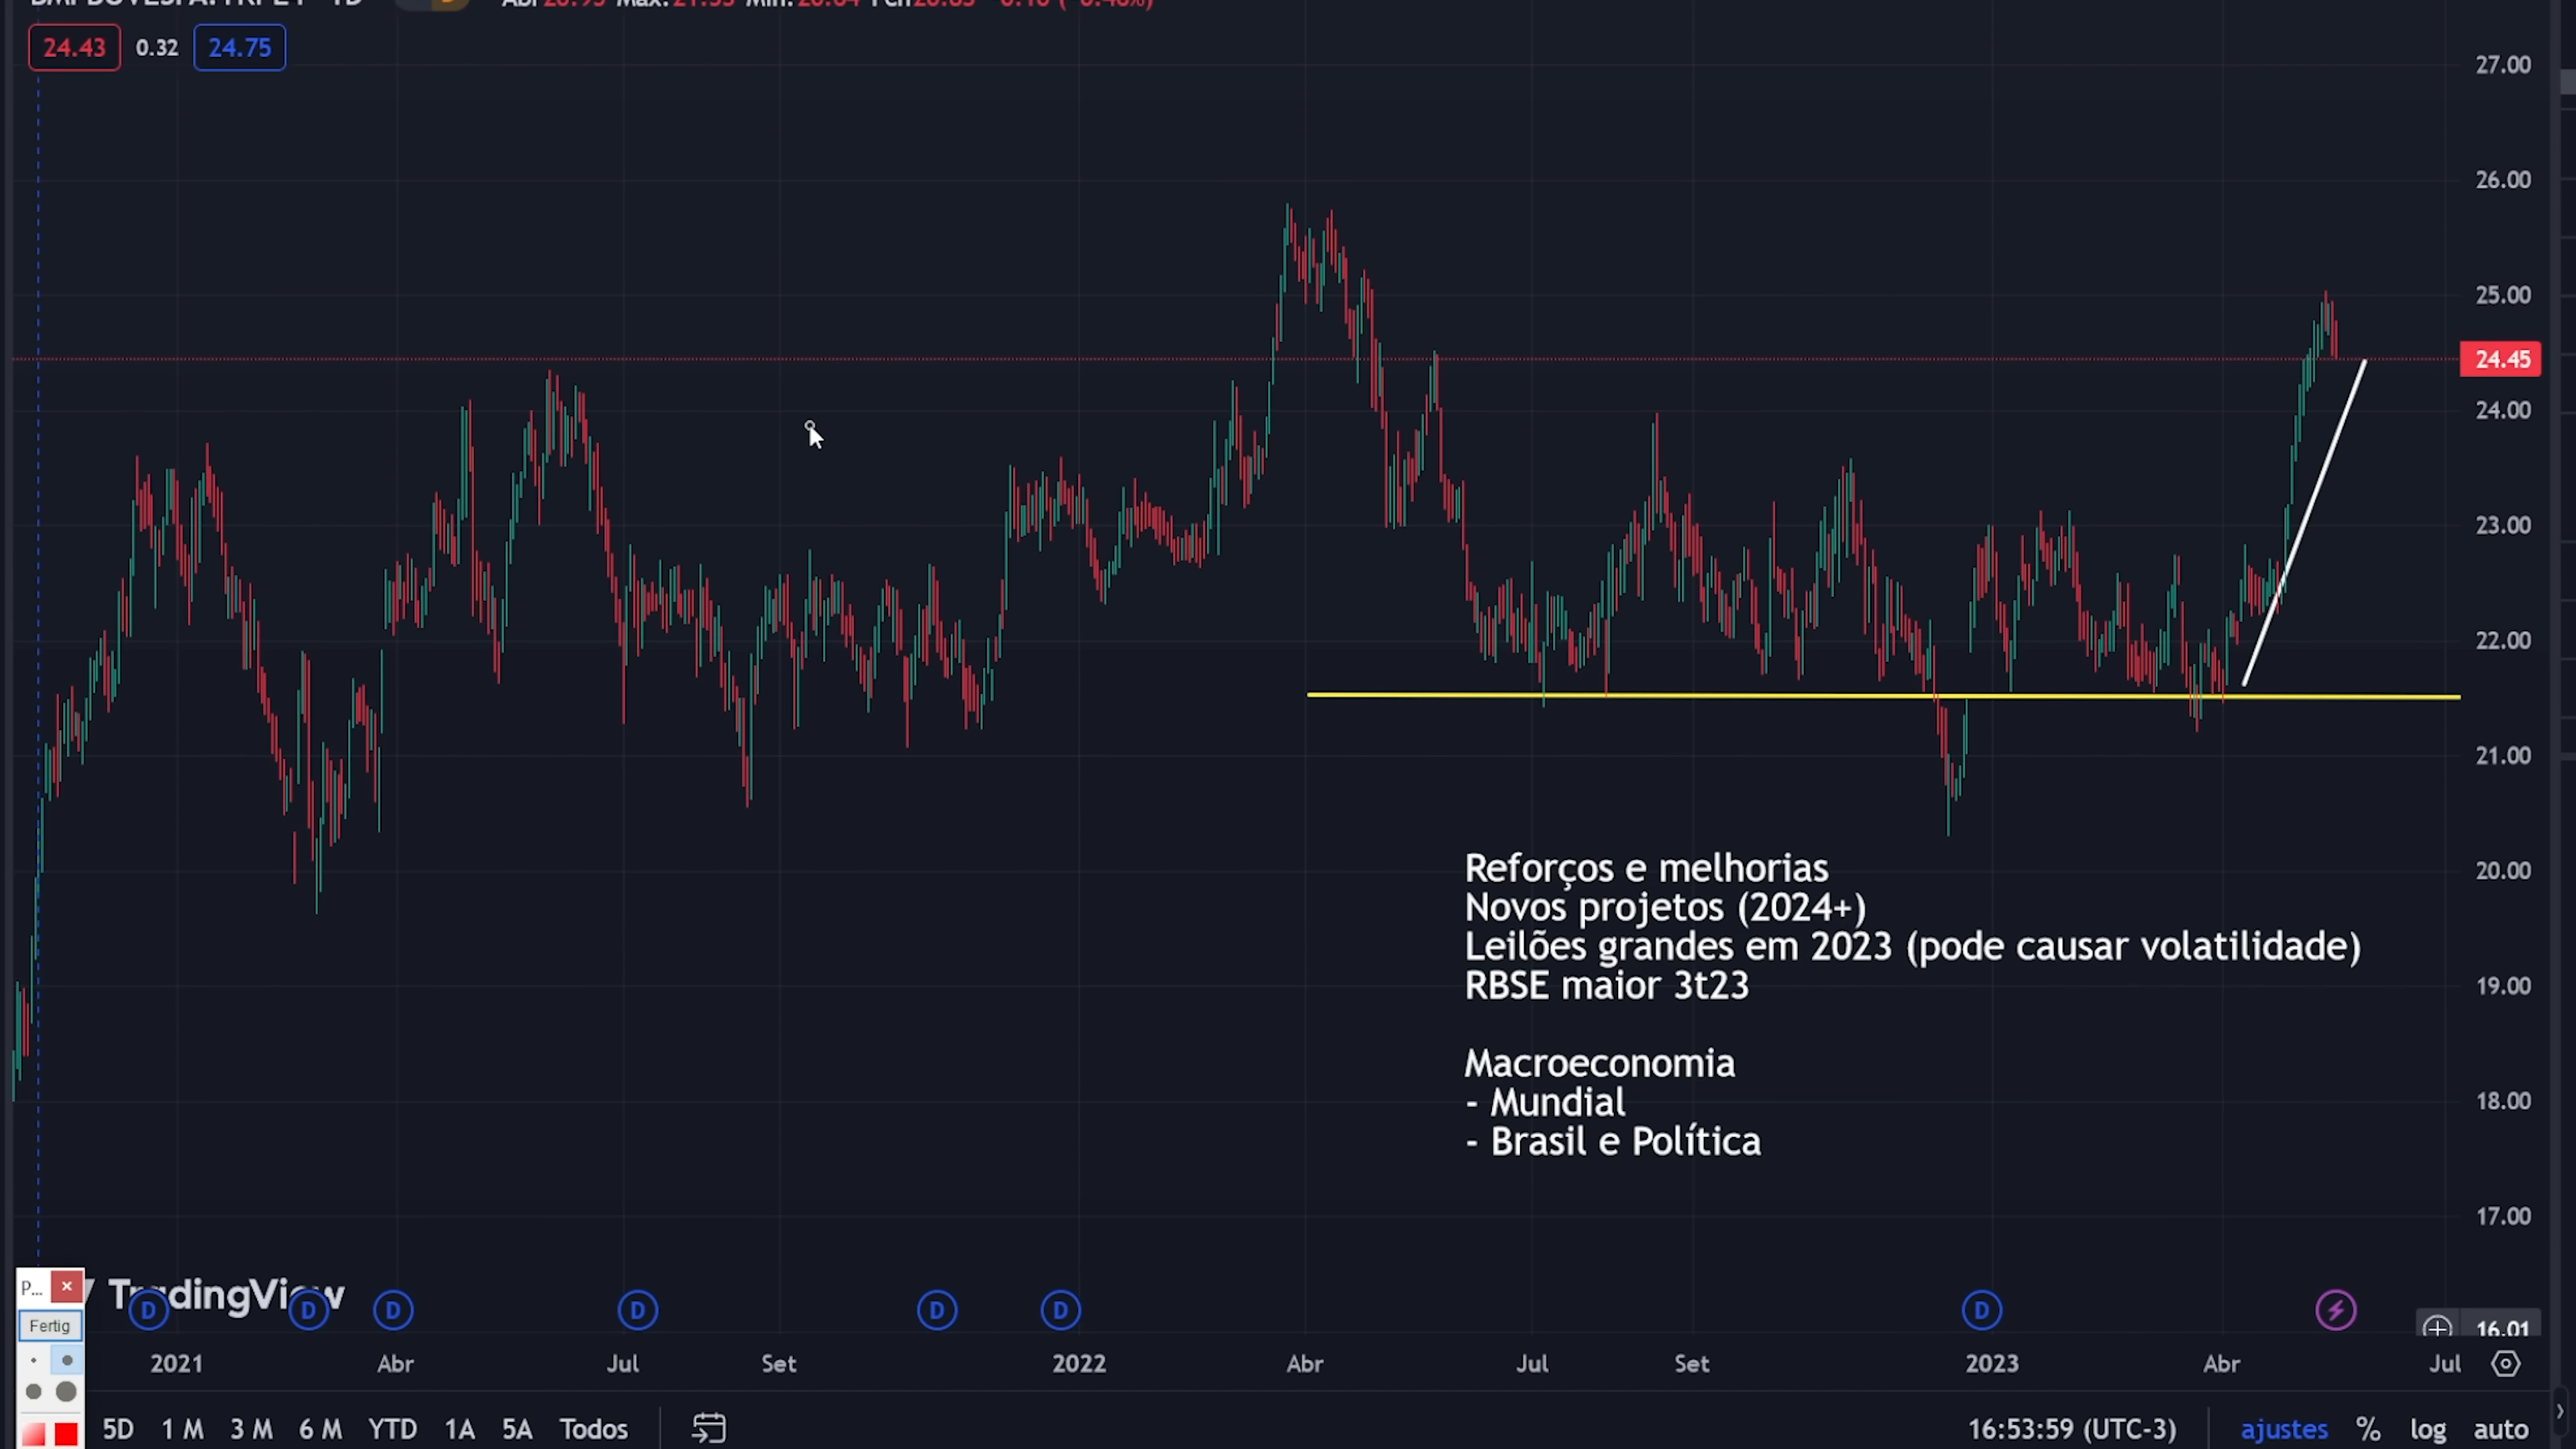 24.43 0.32 24.75
27.00
26.00
25.00
24.45
24.00
23.00
22.00
21.00
20.00
19.00
18.00
17.00
16.01
Reforços e melhorias
Novos projetos (2024+)
Leilões grandes em 2023 (pode causar volatilidade)
RBSE maior 3t23
Macroeconomia
- Mundial
- Brasil e Política
P...
TradingView
Fertig
D D D D D D D
2021 Abr Jul Set 2022 Abr Jul Set 2023 Abr Jul
5D 1 M 3 M 6 M YTD 1A 5A Todos 16:53:59 (UTC-3) ajustes % log auto